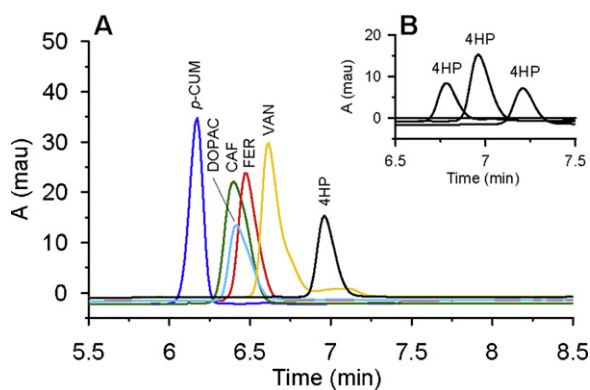 A
A (mau)
50
40
30
20
10
0
p-CUM
DOPAC
CAF
FER
VAN
4HP
5.5 6 6.5 7 7.5 8 8.5
Time (min)
B
A (mau)
20
10
0
4HP
4HP
4HP
6.5 7 7.5
Time (min)